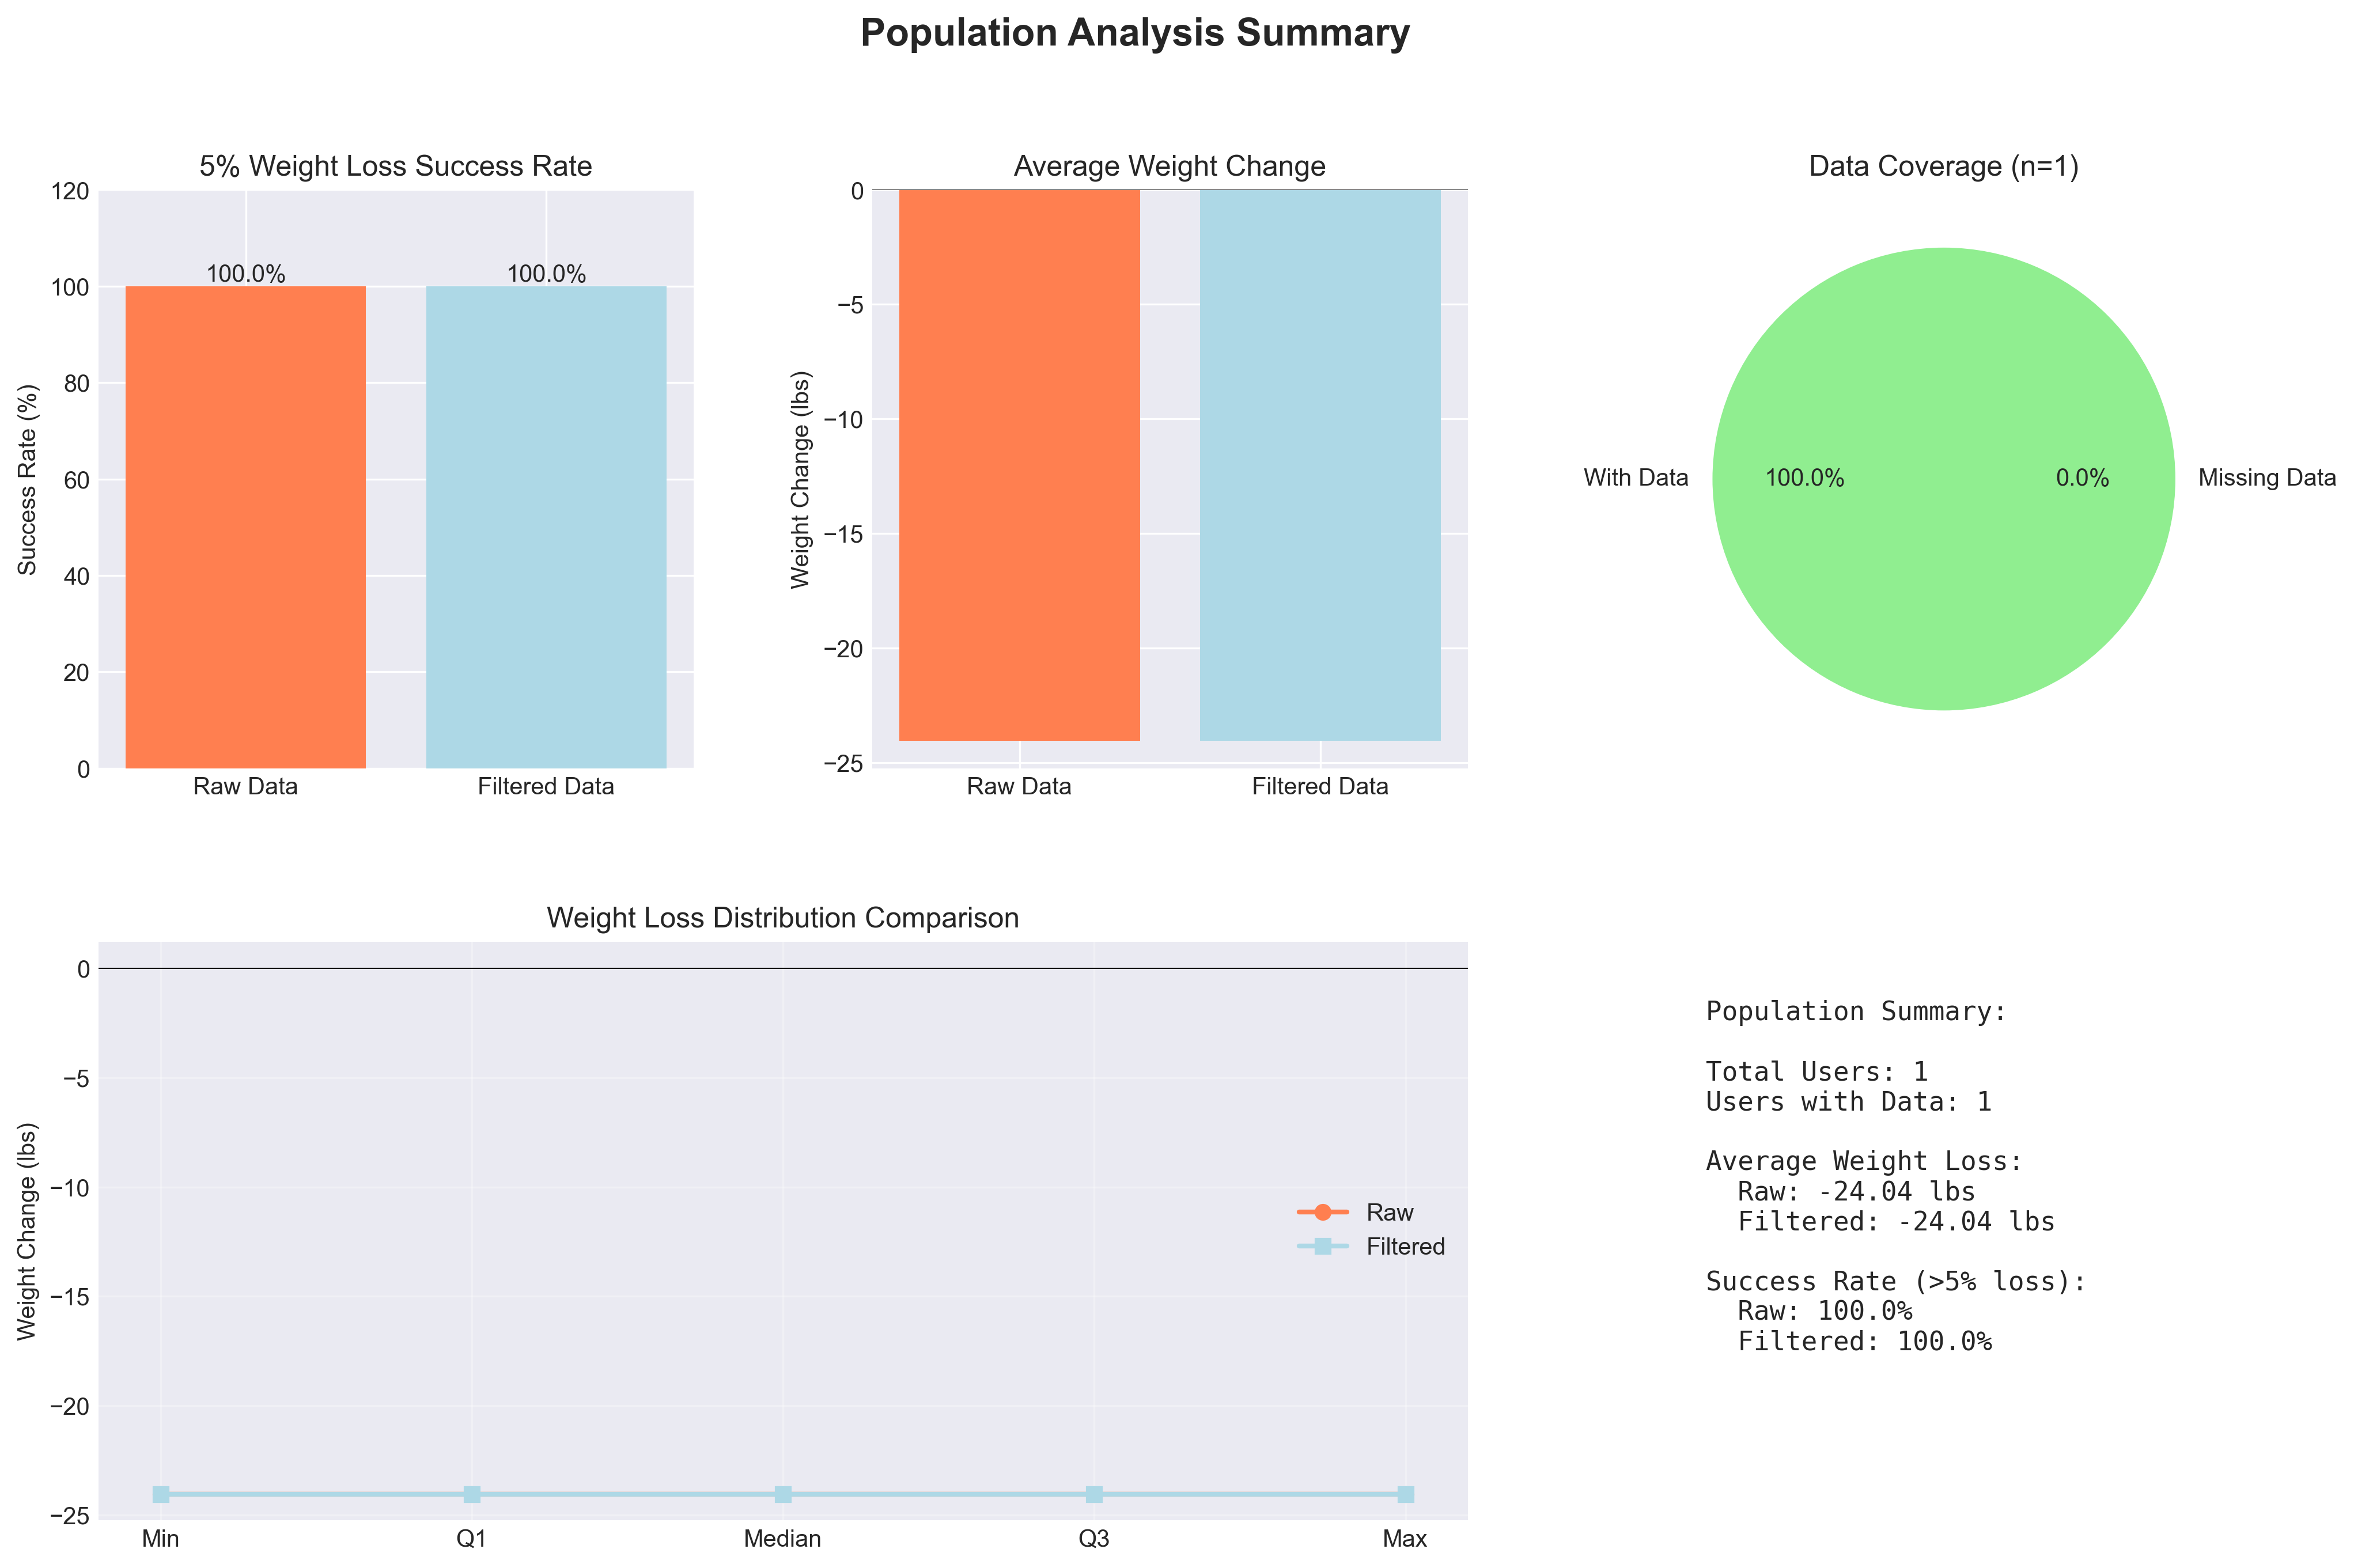 Population Analysis Summary
5% Weight Loss Success Rate
120
100
80
60
40
20
0
Success Rate (%)
100.0%
100.0%
Raw Data
Filtered Data
Average Weight Change
0
−5
−10
−15
−20
−25
Weight Change (lbs)
Raw Data
Filtered Data
Data Coverage (n=1)
With Data
100.0%
0.0%
Missing Data
Weight Loss Distribution Comparison
0
−5
−10
−15
−20
−25
Weight Change (lbs)
Raw
Filtered
Min
Q1
Median
Q3
Max
Population Summary:
Total Users: 1
Users with Data: 1
Average Weight Loss:
Raw: -24.04 lbs
Filtered: -24.04 lbs
Success Rate (>5% loss):
Raw: 100.0%
Filtered: 100.0%